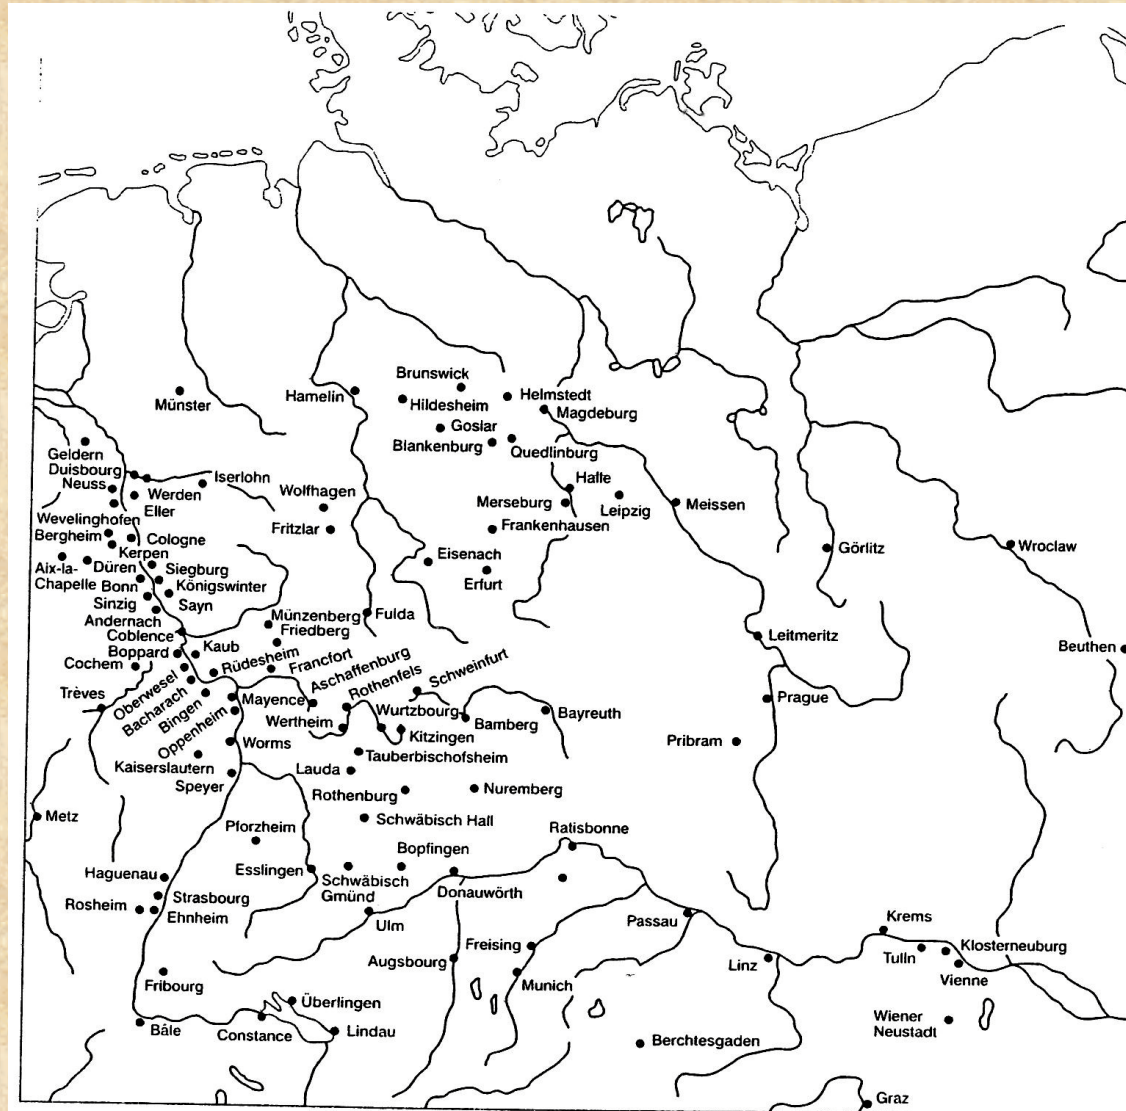 Brunswick
Hamelin
Helmstedt
Münster
Hildesheim
Magdeburg
Goslar
Geldern
Blankenburg
Quedlinburg
Duisbourg
Iserlohn
Halle
Neuss
Werden
Wolfhagen
Merseburg
Leipzig
Meissen
Eller
Wevelinghofen
Fritzlar
Frankenhausen
Bergheim
Cologne
Görlitz
Wroclaw
Kerpen
Eisenach
Aix-la-
Chapelle
Düren
Siegburg
Erfurt
Bonn
Königswinter
Sinzig
Sayn
Andernach
Münzenberg
Fulda
Coblence
Friedberg
Leitmeritz
Boppard
Kaub
Beuthen
Cochem
Rüdesheim
Francfort
Aschaffenburg
Rothenfels
Schweinfurt
Trèves
Oberwesel
Bacharach
Bingen
Oppenheim
Mayence
Prague
Wertheim
Wurtzbourg
Bamberg
Bayreuth
Kitzingen
Worms
Pribram
Tauberbischofsheim
Kaiserslautern
Lauda
Speyer
Rothenburg
Nuremberg
Metz
Pforzheim
Schwäbisch Hall
Ratisbonne
Bopfingen
Haguenau
Esslingen
Schwäbisch
Gmünd
Donauwörth
Strasbourg
Rosheim
Ehnheim
Ulm
Passau
Krems
Freising
Klosterneuburg
Augsbourg
Linz
Tulln
Fribourg
Munich
Vienne
Überlingen
Bâle
Constance
Lindau
Wiener
Neustadt
Berchtesgaden
Graz